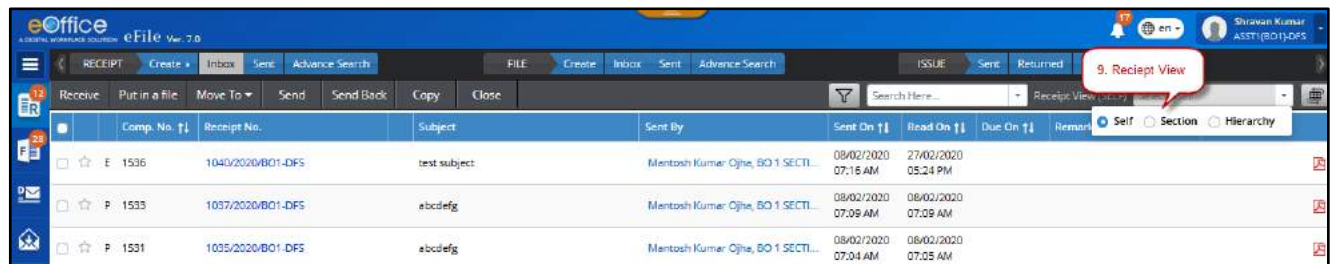 eOffice
A DIGITAL WORKPLACE SOLUTION eFile Ver. 7.0 17 en Shravan Kumar
ASST1(BO1)-DFS
RECEIPT Create Inbox Sent Advance Search FILE Create Inbox Sent Advance Search ISSUE Sent Returned
9. Reciept View
12 Receive Put in a file Move To Send Send Back Copy Close Search Here... Receipt View
Comp. No. Receipt No. Subject Sent By Sent On Read On Due On Remark
Self Section Hierarchy
E 1536 1040/2020/BO1-DFS test subject Mantosh Kumar Ojha, BO 1 SECTI... 08/02/2020 07:16 AM 27/02/2020 05:24 PM
28
P 1533 1037/2020/BO1-DFS abcdefg Mantosh Kumar Ojha, BO 1 SECTI... 08/02/2020 07:09 AM 08/02/2020 07:09 AM
P 1531 1035/2020/BO1-DFS abcdefg Mantosh Kumar Ojha, BO 1 SECTI... 08/02/2020 07:04 AM 08/02/2020 07:05 AM